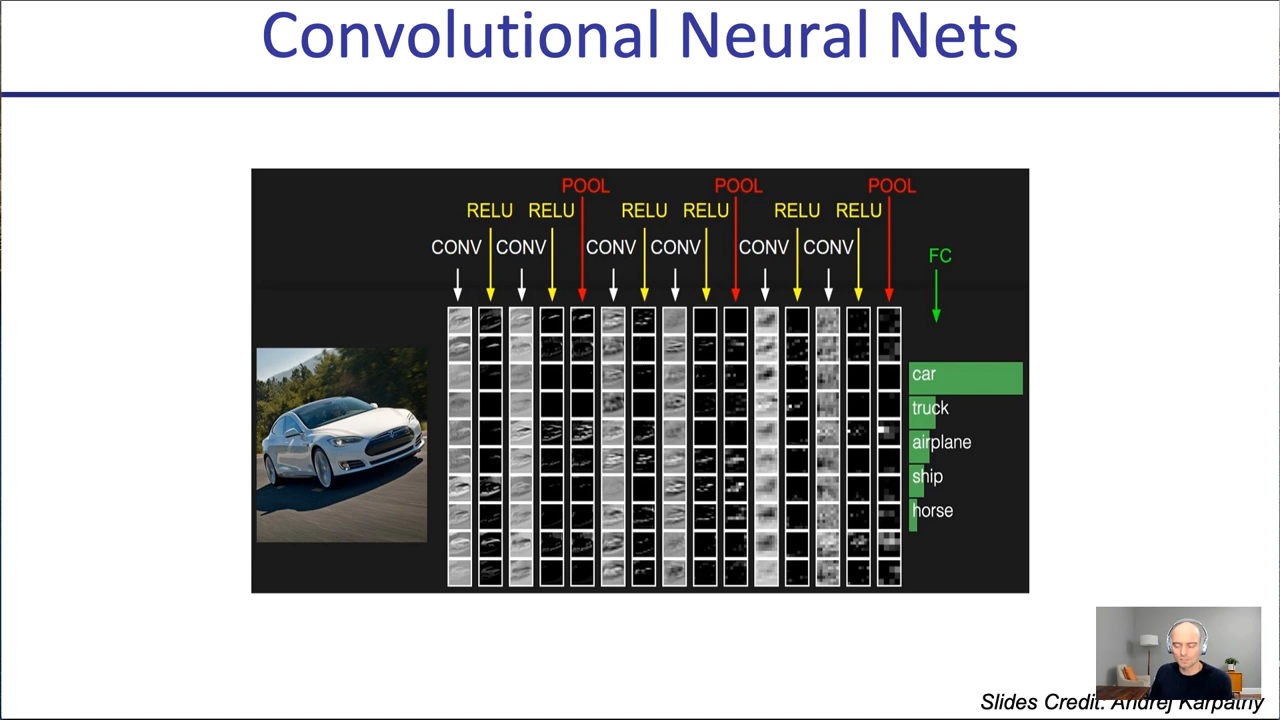 Convolutional Neural Nets
POOL POOL POOL
RELU RELU RELU RELU RELU RELU
CONV CONV CONV CONV CONV CONV
FC
car
truck
airplane
ship
horse
Slides Credit: Andrej Karpathy